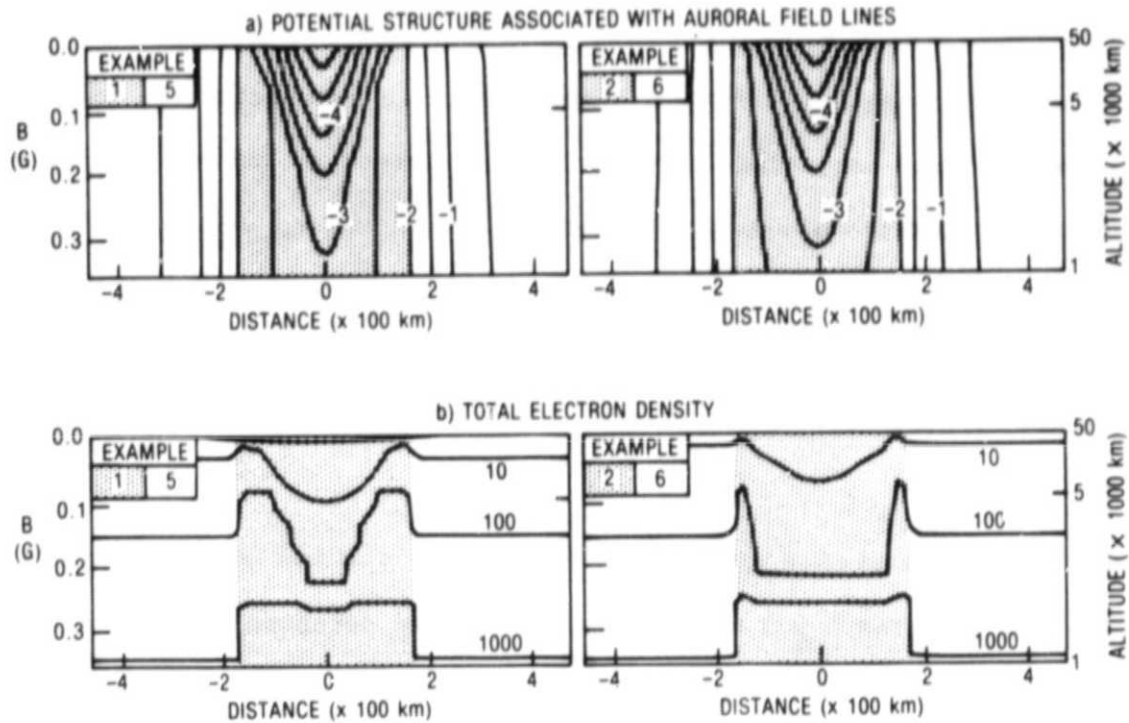 a) POTENTIAL STRUCTURE ASSOCIATED WITH AURORAL FIELD LINES
EXAMPLE
1 5
EXAMPLE
2 6
0.0
0.1
0.2
0.3
B
(G)
-4
-3
-2
-1
-4
-3
-2
-1
50
5
1
ALTITUDE (× 1000 km)
-4 -2 0 2 4
DISTANCE (x 100 km)
-4 -2 0 2 4
DISTANCE (x 100 km)
b) TOTAL ELECTRON DENSITY
EXAMPLE
1 5
EXAMPLE
2 6
0.0
0.1
0.2
0.3
B
(G)
10
100
1000
10
10C
1000
50
5
1
ALTITUDE (× 1000 km)
-4 -2 C 2 4
DISTANCE (x 100 km)
-2 0 2 4
DISTANCE (x 100 km)